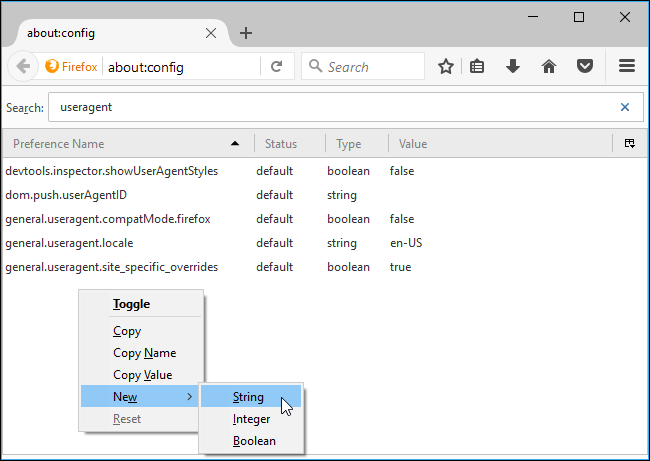 about:config
Firefox about:config Search
Search: useragent
Preference Name Status Type Value
devtools.inspector.showUserAgentStyles default boolean false
dom.push.userAgentID default string
general.useragent.compatMode.firefox default boolean false
general.useragent.locale default string en-US
general.useragent.site_specific_overrides default boolean true
Toggle
Copy
Copy Name
Copy Value
New
Reset
String
Integer
Boolean